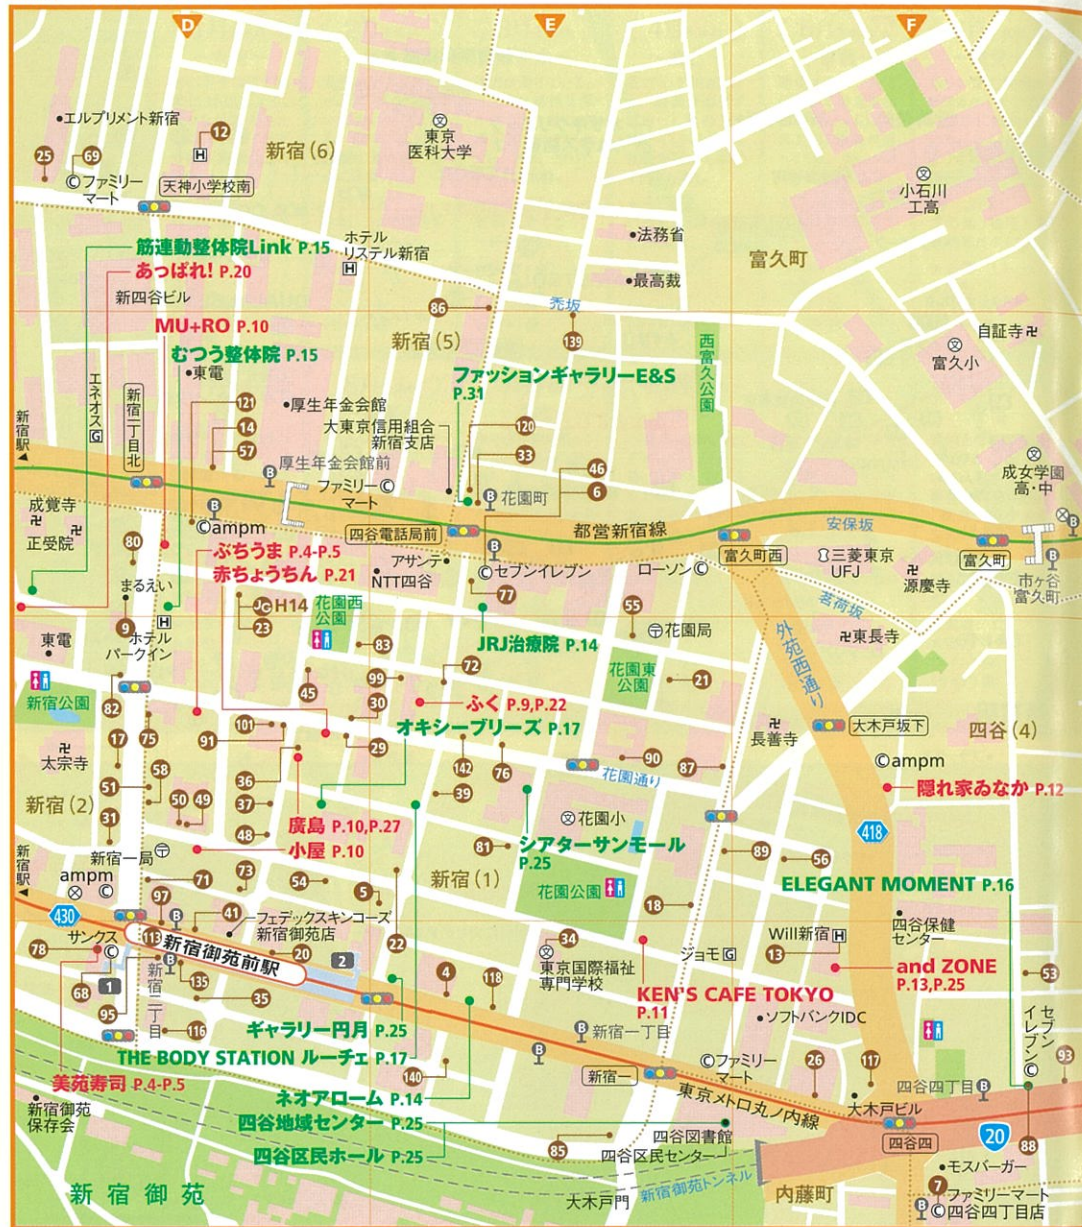 D
E
F
エルプリメント新宿
12
H
新宿(6)
東京
医科大学
25
69
ファミリー
マート
天神小学校南
小石川
工高
筋連動整体院Link P.15
あっぱれ! P.20
ホテル
リステル新宿
H
法務省
最高裁
富久町
新四谷ビル
MU+RO P.10
むつう整体院 P.15
東電
86
新宿(5)
禿坂
139
西富久公園
自証寺
富久小
ファッションギャラリーE&S
P.31
エネオス
新宿二丁目北
新宿駅
121
14
57
厚生年金会館
大東京信用組合
新宿支店
120
33
46
6
厚生年金会館前
ファミリー
マート
花園町
成女学園
高・中
成覚寺
正受院
ampm
四谷電話局前
都営新宿線
富久町西
安保坂
富久町
市ヶ谷
富久町
80
ぶちうま P.4-P.5
赤ちょうちん P.21
アサンテ
NTT四谷
セブンイレブン
ローソン
三菱東京
UFJ
源慶寺
茗荷坂
まるえい
9
ホテル
パークイン
H14
23
花園西
公園
77
55
花園局
東長寺
外苑西通り
東電
83
JRJ治療院 P.14
花園東
公園
21
新宿公園
82
45
99
72
30
ふく P.9,P.22
オキシーブリーズ P.17
長善寺
大木戸坂下
四谷(4)
太宗寺
17
75
91
101
29
142
76
90
87
花園通り
ampm
隠れ家ゐなか P.12
新宿(2)
51
58
50
49
36
37
39
31
48
廣島 P.10,P.27
小屋 P.10
花園小
シアターサンモール
P.25
418
81
89
56
新宿駅
新宿一局
ampm
71
73
54
5
新宿(1)
花園公園
18
ELEGANT MOMENT P.16
430
97
41
フェデックスキンコーズ
新宿御苑店
22
34
東京国際福祉
専門学校
ジョモ
Will新宿
13
四谷保健
センター
サンクス
78
113
新宿御苑前駅
20
2
4
118
KEN'S CAFE TOKYO
P.11
and ZONE
P.13,P.25
53
68
1
95
新宿二丁目
135
35
116
ギャラリー円月 P.25
新宿一丁目
ソフトバンクIDC
セブン
イレブン
THE BODY STATION ルーチェ P.17
140
新宿一
ファミリー
マート
26
117
四谷四丁目
93
美苑寿司 P.4-P.5
ネオアローム P.14
東京メトロ丸ノ内線
大木戸ビル
新宿御苑
保存会
四谷地域センター P.25
四谷区民ホール P.25
85
四谷図書館
四谷区民センター
四谷四
20
88
新宿御苑
大木戸門
新宿御苑トンネル
内藤町
モスバーガー
7
ファミリーマート
四谷四丁目店